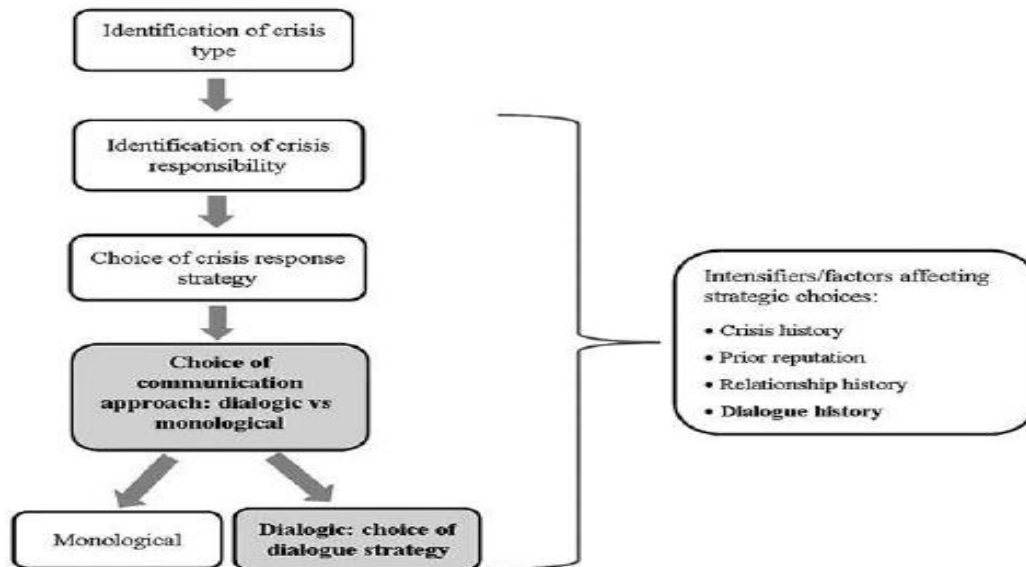 Identification of crisis
type
Identification of crisis
responsibility
Choice of crisis response
strategy
Choice of
communication
approach: dialogic vs
monological
Monological
Dialogic: choice of
dialogue strategy
Intensifiers/factors affecting
strategic choices:
• Crisis history
• Prior reputation
• Relationship history
• Dialogue history